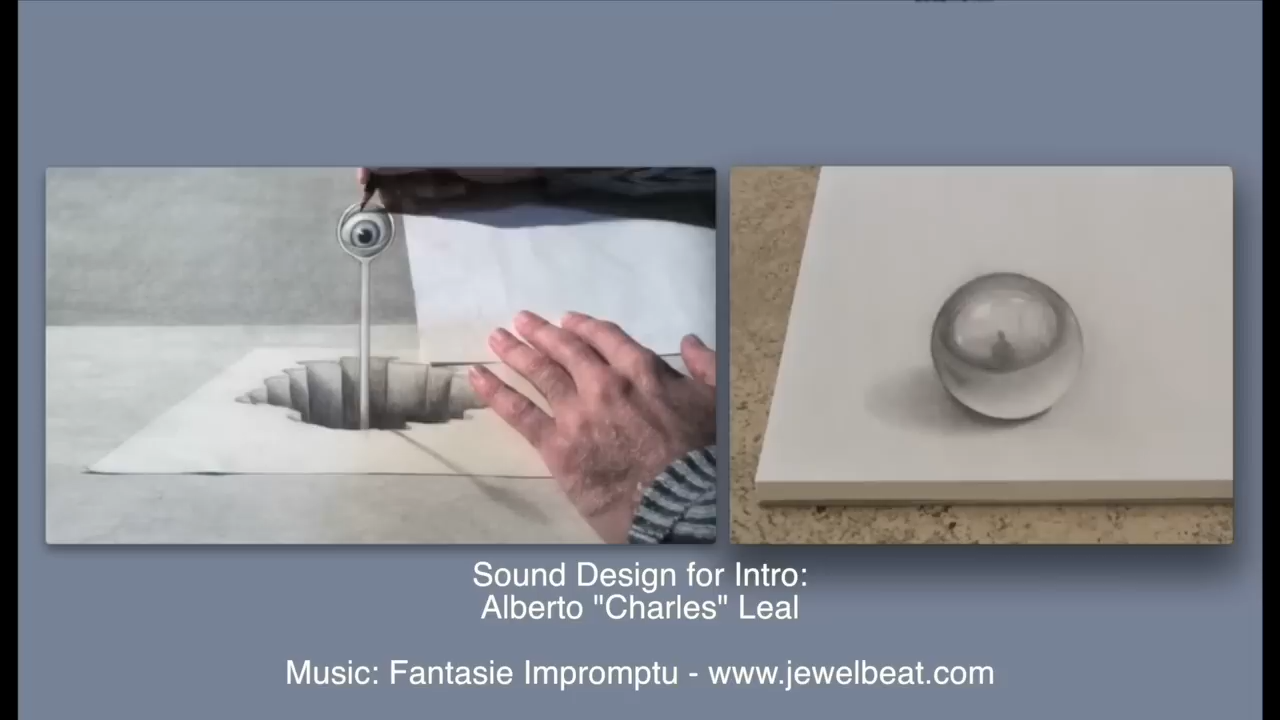 Sound Design for Intro:
Alberto "Charles" Leal
Music: Fantasie Impromptu - www.jewelbeat.com